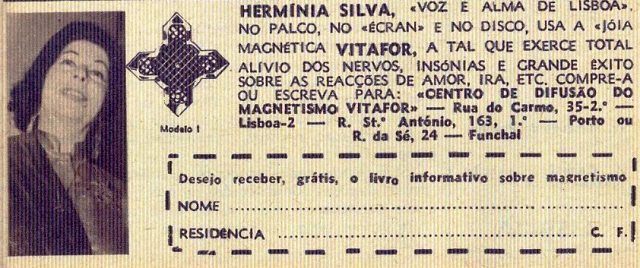 HERMÍNIA SILVA, «VOZ E ALMA DE LISBOA».
NO PALCO, NO «ÉCRAN» E NO DISCO, USA A «JÓIA
MAGNÉTICA VITAFOR, A TAL QUE EXERCE TOTAL
ALÍVIO DOS NERVOS, INSÓNIAS E GRANDE ÊXITO
SOBRE AS REACÇÕES DE AMOR, IRA, ETC. COMPRE-A
OU ESCREVA PARA: «CENTRO DE DIFUSÃO DO
MAGNETISMO VITAFOR» — Rua do Carmo, 35-2.º —
Lisboa-2 — R. St.º António, 163, 1.º — Porto ou
R. da Sé, 24 — Funchal
Modelo 1
Desejo receber, grátis, o livro informativo sobre magnetismo
NOME ........................................................................
RESIDÊNCIA ........................................................ C. F.